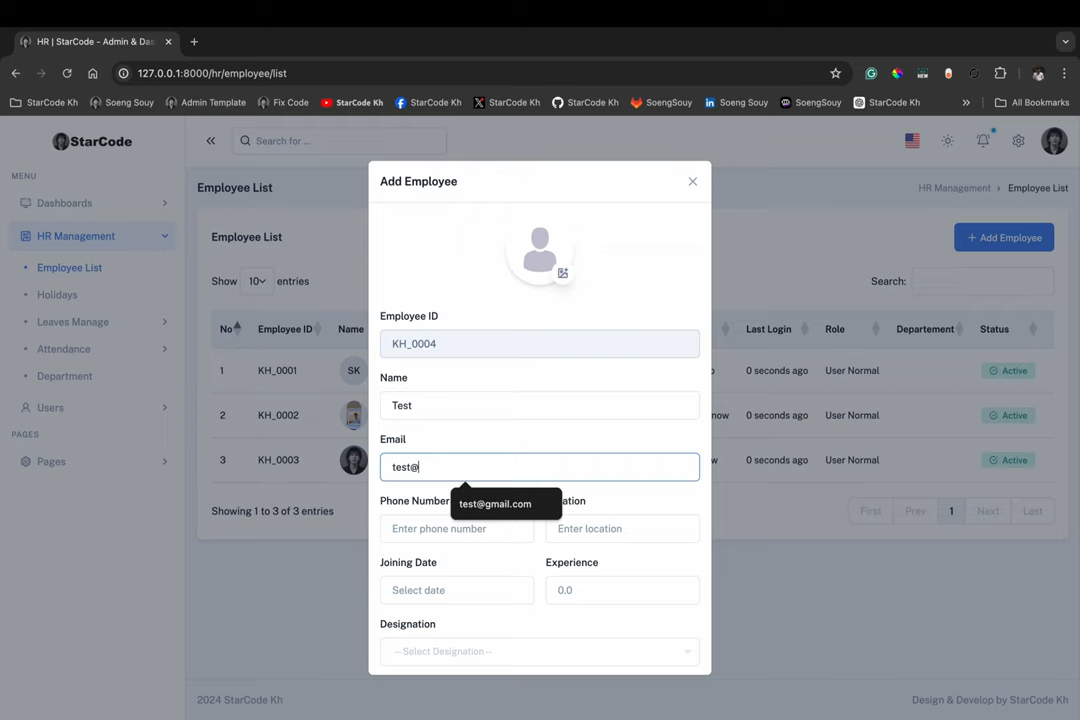 HR | StarCode - Admin & Das
127.0.0.1:8000/hr/employee/list
StarCode Kh
Soeng Souy
Admin Template
Fix Code
StarCode Kh
StarCode Kh
StarCode Kh
StarCode Kh
SoengSouy
Soeng Souy
SoengSouy
StarCode Kh
All Bookmarks
StarCode
Search for ...
MENU
Dashboards
HR Management
Employee List
Holidays
Leaves Manage
Attendance
Department
Users
PAGES
Pages
Employee List
HR Management
Employee List
Employee List
Add Employee
Show 10 entries
Search:
No Employee ID Name Last Login Role Departement Status
1 KH_0001 SK 0 seconds ago User Normal Active
2 KH_0002 now 0 seconds ago User Normal Active
3 KH_0003 0 seconds ago User Normal Active
Showing 1 to 3 of 3 entries
First Prev 1 Next Last
Add Employee
Employee ID
KH_0004
Name
Test
Email
test@
test@gmail.com
Phone Number
Enter phone number
Enter location
Joining Date Experience
Select date 0.0
Designation
--Select Designation--
2024 StarCode Kh
Design & Develop by StarCode Kh